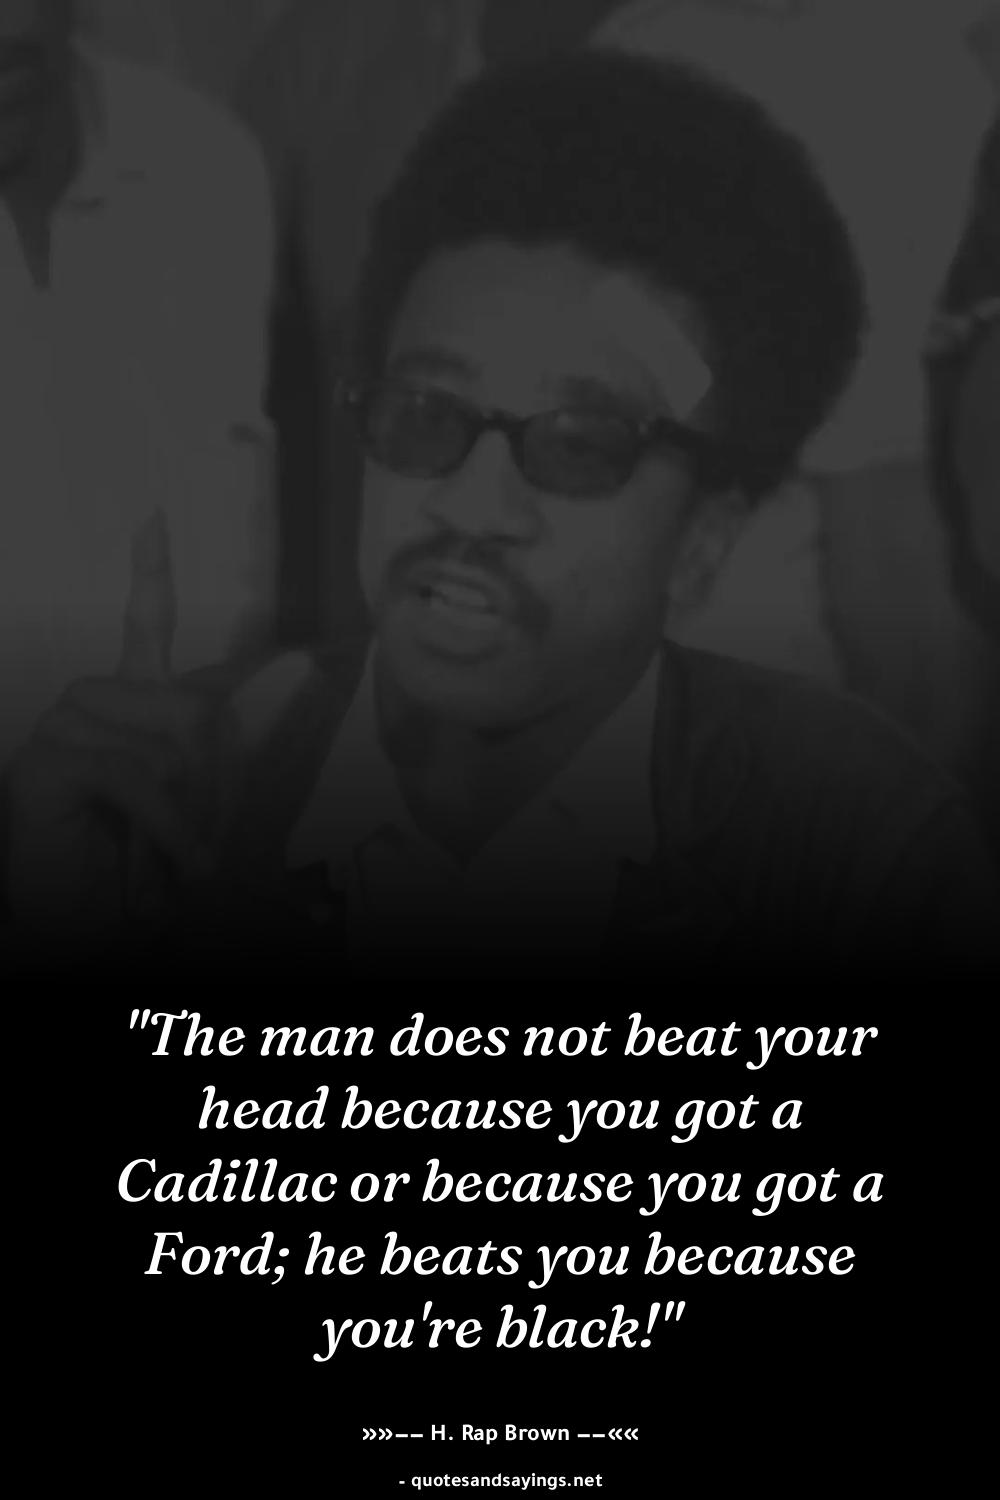 "The man does not beat your
head because you got a
Cadillac or because you got a
Ford; he beats you because
you're black!"
»»–– H. Rap Brown ––««
- quotesandsayings.net